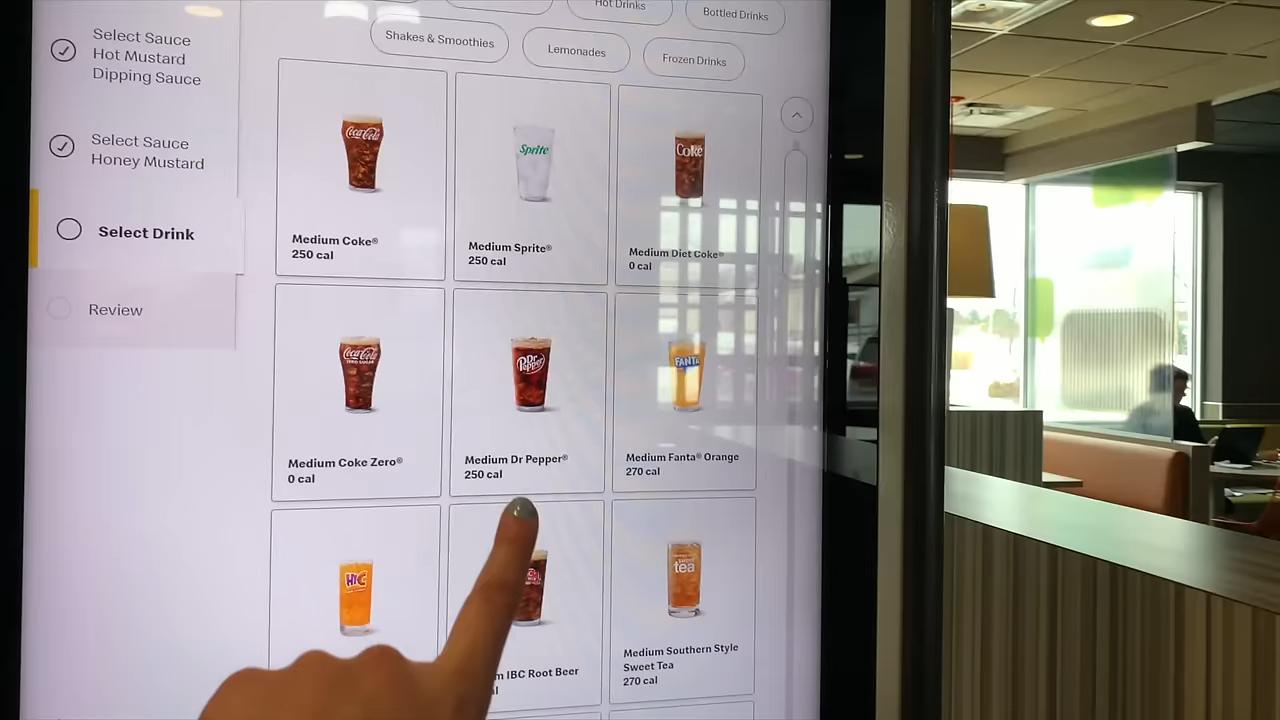 Select Sauce
Hot Mustard
Dipping Sauce
Select Sauce
Honey Mustard
Select Drink
Review
Hot Drinks
Bottled Drinks
Shakes & Smoothies
Lemonades
Frozen Drinks
Coca-Cola
Medium Coke®
250 cal
Sprite
Medium Sprite®
250 cal
Coke
Medium Diet Coke®
0 cal
Coca-Cola
ZERO SUGAR
Medium Coke Zero®
0 cal
Dr
Pepper
Medium Dr Pepper®
250 cal
FANTA
Medium Fanta® Orange
270 cal
HI-C
IBC Root Beer
sweet
tea
Medium Southern Style
Sweet Tea
270 cal